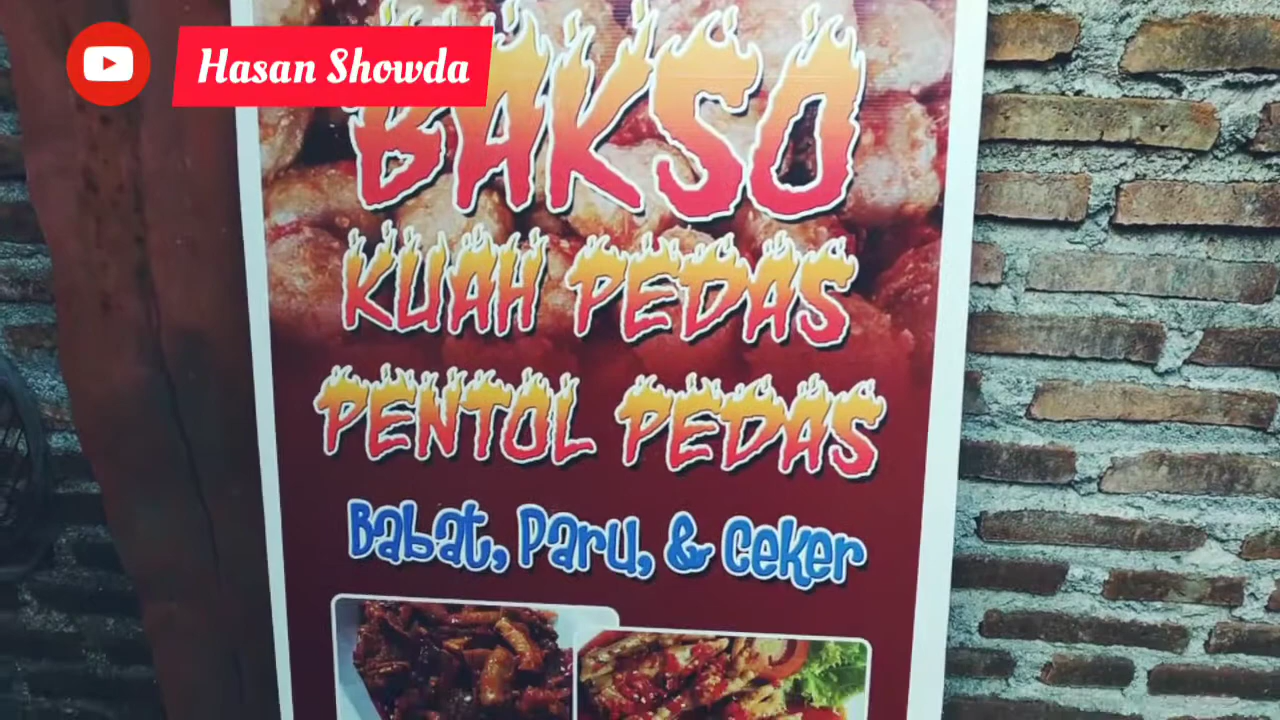 Hasan Showda
BAKSO
KUAH PEDAS
PENTOL PEDAS
Babat, Paru, & Ceker